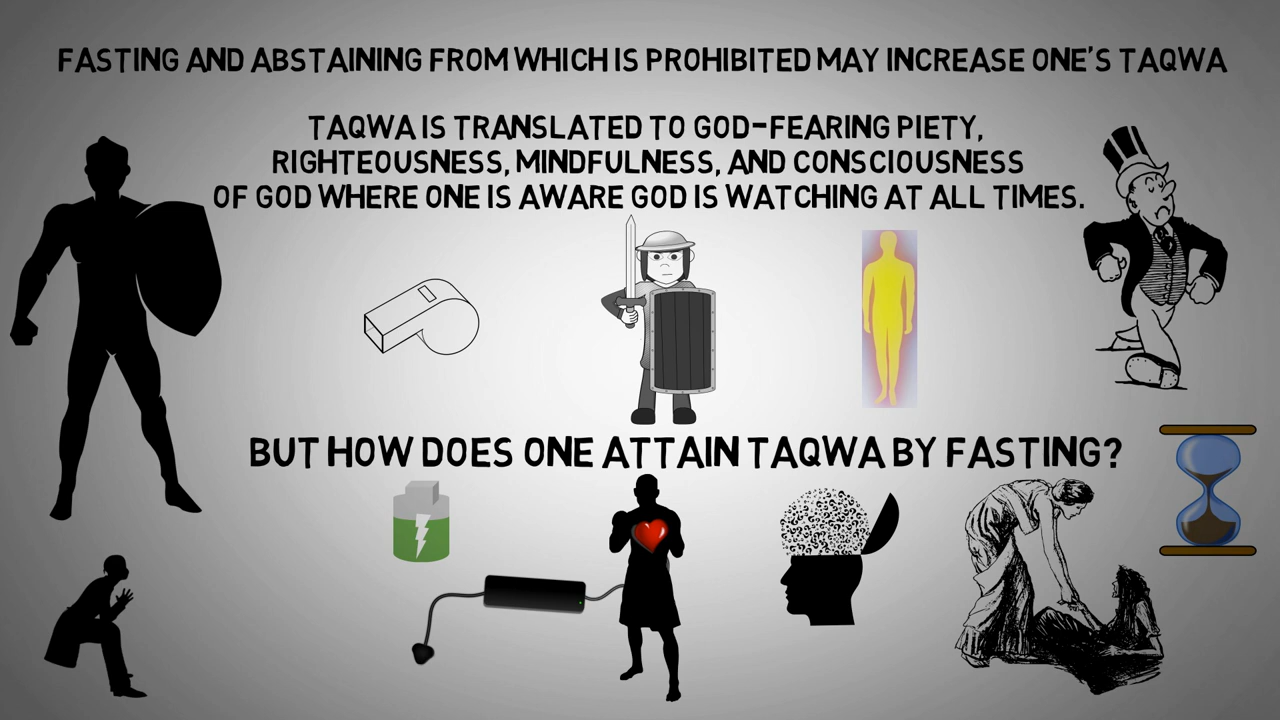 FASTING AND ABSTAINING FROM WHICH IS PROHIBITED MAY INCREASE ONE'S TAQWA
TAQWA IS TRANSLATED TO GOD-FEARING PIETY,
RIGHTEOUSNESS, MINDFULNESS, AND CONSCIOUSNESS
OF GOD WHERE ONE IS AWARE GOD IS WATCHING AT ALL TIMES.
BUT HOW DOES ONE ATTAIN TAQWA BY FASTING?